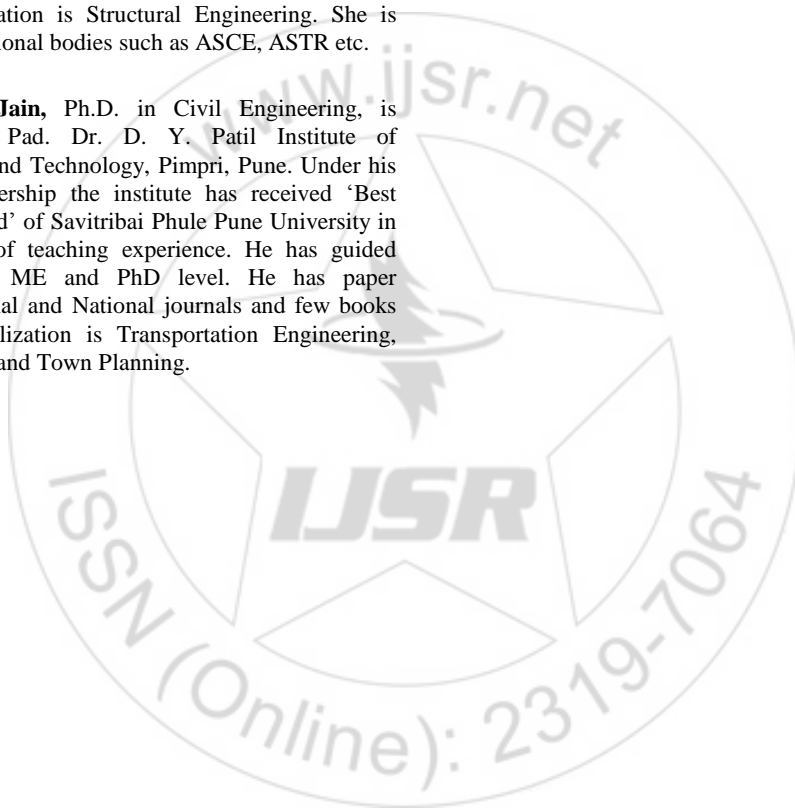 ation is Structural Engineering. She is
ional bodies such as ASCE, ASTR etc.
Jain, Ph.D. in Civil Engineering, is
Pad. Dr. D. Y. Patil Institute of
nd Technology, Pimpri, Pune. Under his
ership the institute has received ‘Best
d’ of Savitribai Phule Pune University in
of teaching experience. He has guided
ME and PhD level. He has paper
al and National journals and few books
lization is Transportation Engineering,
and Town Planning.
www.ijsr.net
IJSR
ISSN (Online): 2319-7064